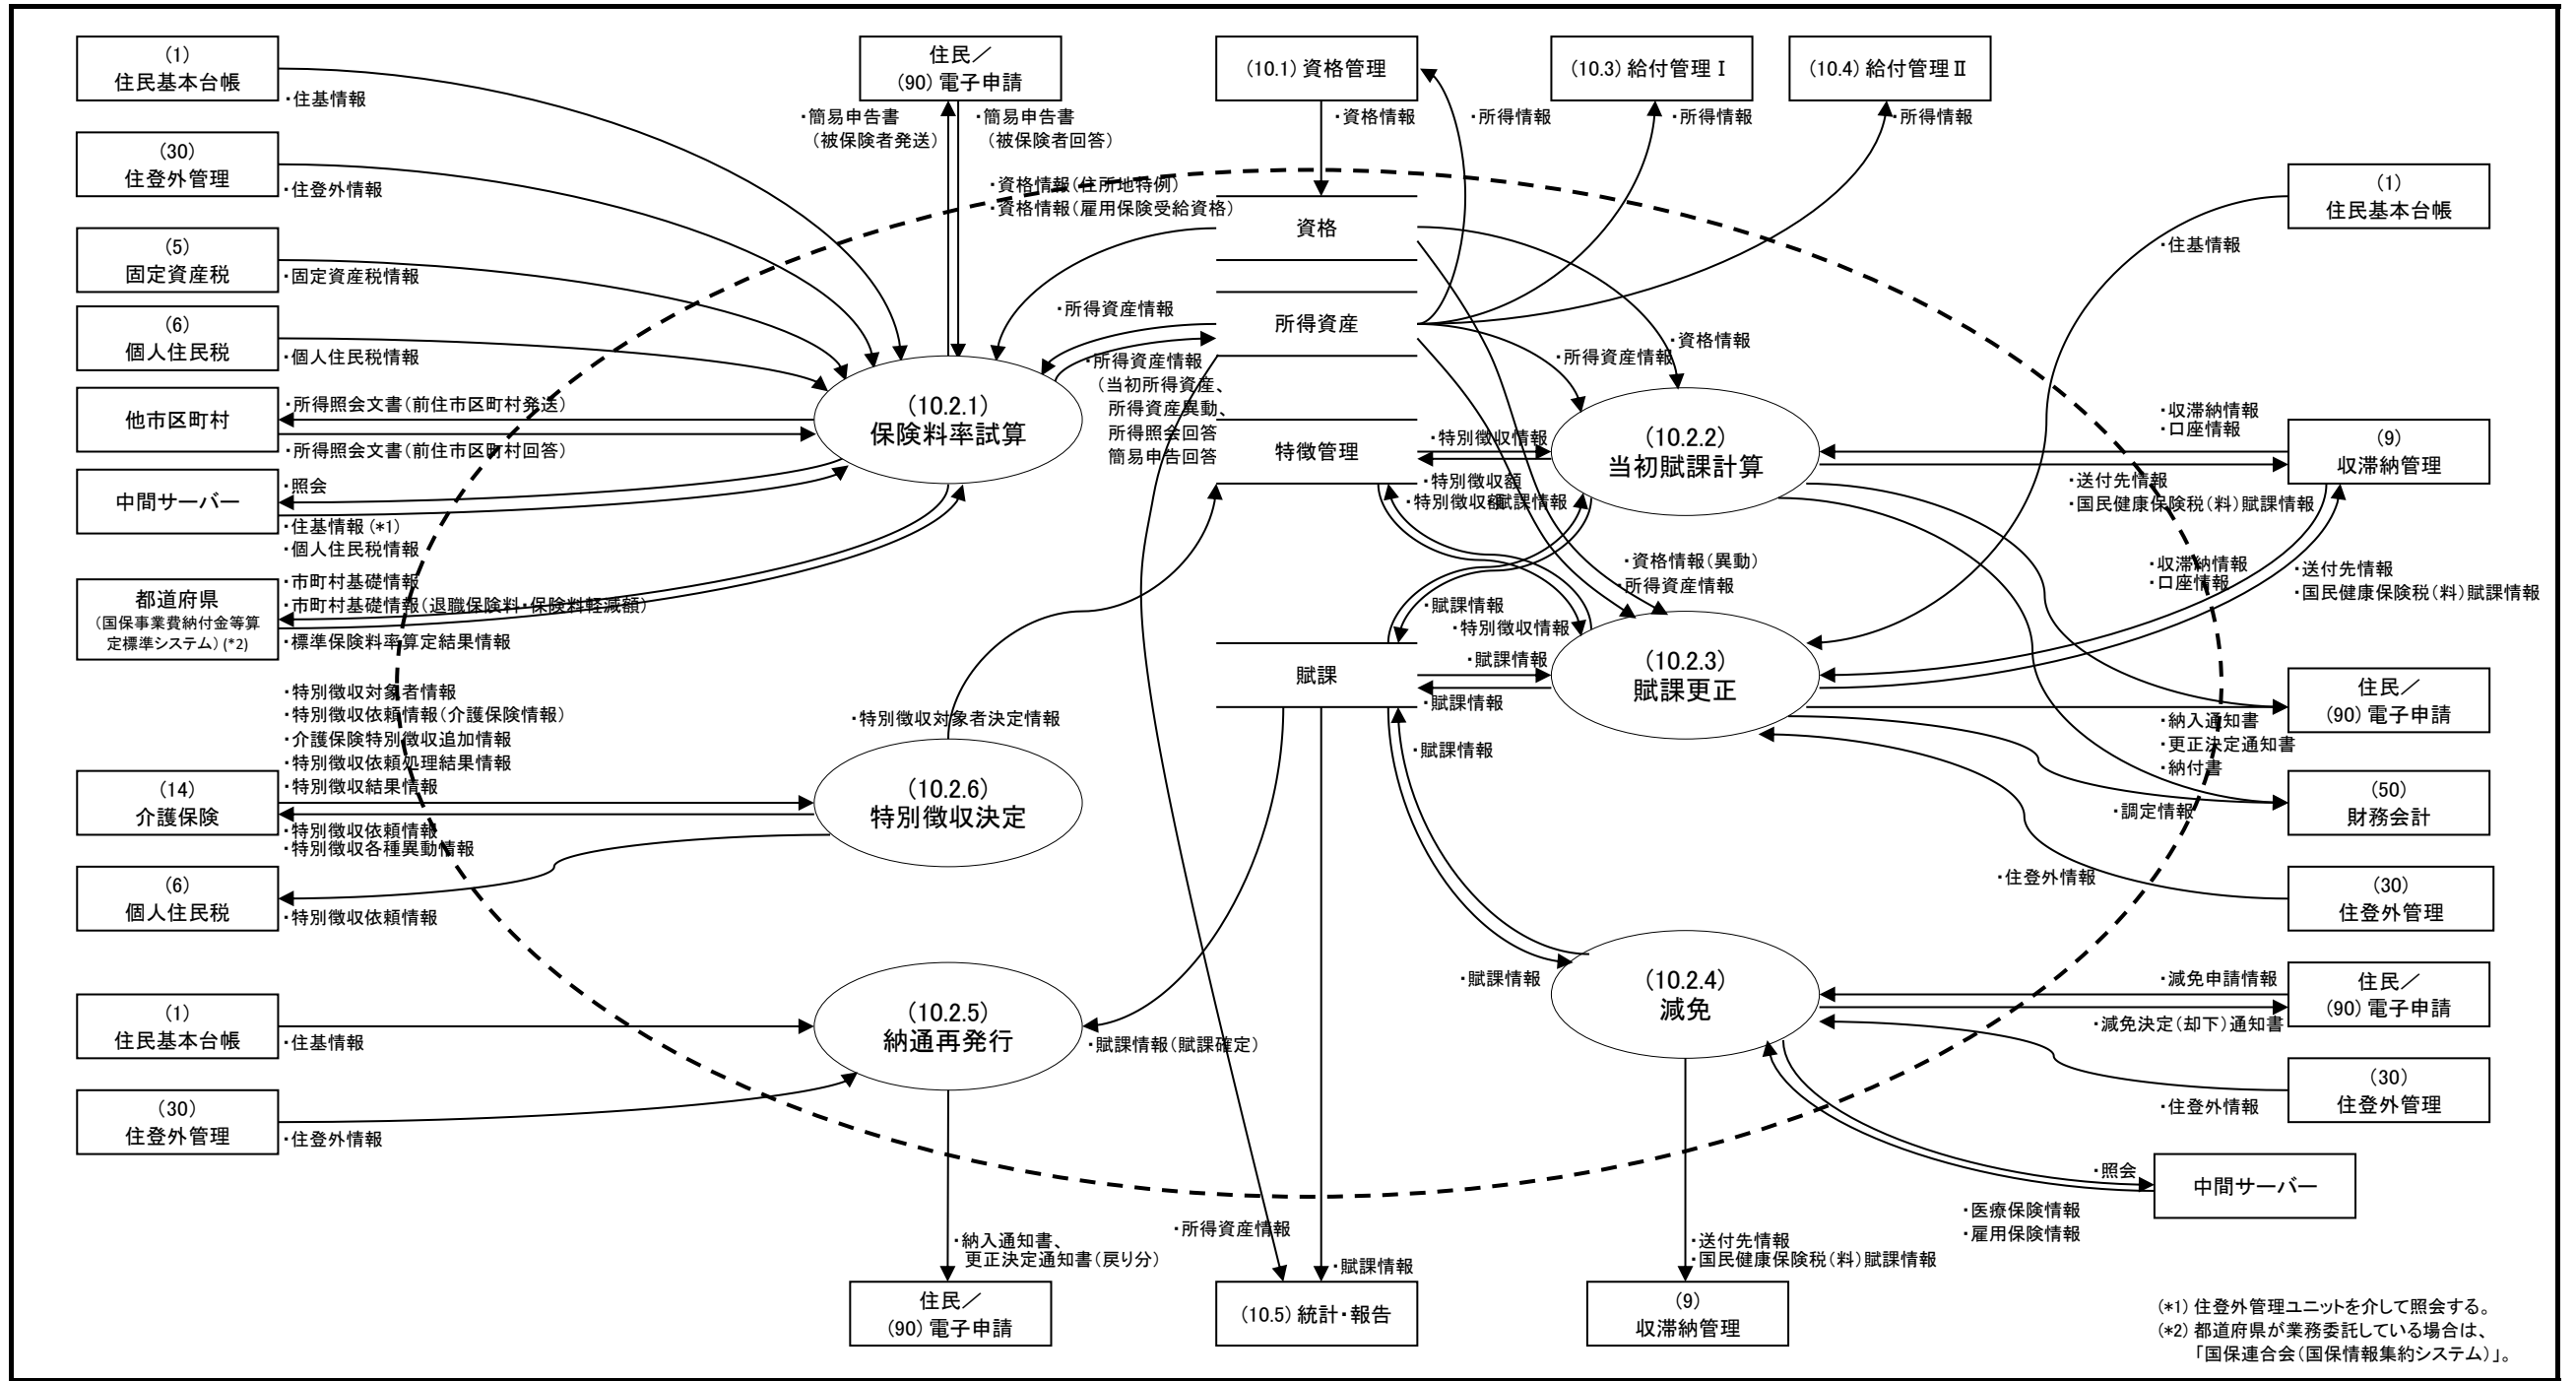 (1)
住民基本台帳
・住基情報
(30)
住登外管理
・住登外情報
(5)
固定資産税
・固定資産税情報
(6)
個人住民税
・個人住民税情報
他市区町村
・所得照会文書(前住市区町村発送)
・所得照会文書(前住市区町村回答)
中間サーバー
・照会
・住基情報(*1)
・個人住民税情報
都道府県
(国保事業費納付金等算
定標準システム)(*2)
・市町村基礎情報
・市町村基礎情報(退職保険料・保険料軽減額)
・標準保険料率算定結果情報
・特別徴収対象者情報
・特別徴収依頼情報(介護保険情報)
・介護保険特別徴収追加情報
・特別徴収依頼処理結果情報
・特別徴収結果情報
(14)
介護保険
・特別徴収依頼情報
・特別徴収各種異動情報
(6)
個人住民税
・特別徴収依頼情報
(1)
住民基本台帳
・住基情報
(30)
住登外管理
・住登外情報
住民／
(90)電子申請
・簡易申告書
(被保険者発送)
・簡易申告書
(被保険者回答)
・資格情報(住所地特例)
・資格情報(雇用保険受給資格)
(10.2.1)
保険料率試算
・所得資産情報
・所得資産情報
(当初所得資産、
所得資産異動、
所得照会回答
簡易申告回答
・特別徴収対象者決定情報
(10.2.6)
特別徴収決定
(10.2.5)
納通再発行
・賦課情報(賦課確定)
・納入通知書、
更正決定通知書(戻り分)
住民／
(90)電子申請
(10.1)資格管理
・資格情報
・所得情報
(10.3)給付管理Ⅰ
・所得情報
(10.4)給付管理Ⅱ
・所得情報
資格
所得資産
特徴管理
賦課
・資格情報
・所得資産情報
・特別徴収情報
・特別徴収額
・特別徴収額
・賦課情報
(10.2.2)
当初賦課計算
・資格情報(異動)
・所得資産情報
・賦課情報
・特別徴収情報
・賦課情報
・賦課情報
(10.2.3)
賦課更正
・賦課情報
・賦課情報
(10.2.4)
減免
・所得資産情報
・賦課情報
(10.5)統計・報告
・送付先情報
・国民健康保険税(料)賦課情報
(9)
収滞納管理
(1)
住民基本台帳
・住基情報
・収滞納情報
・口座情報
(9)
収滞納管理
・送付先情報
・国民健康保険税(料)賦課情報
・収滞納情報
・口座情報
・送付先情報
・国民健康保険税(料)賦課情報
住民／
(90)電子申請
・納入通知書
・更正決定通知書
・納付書
(50)
財務会計
・調定情報
(30)
住登外管理
・住登外情報
・減免申請情報
住民／
(90)電子申請
・減免決定(却下)通知書
(30)
住登外管理
・住登外情報
・照会
中間サーバー
・医療保険情報
・雇用保険情報
(*1)住登外管理ユニットを介して照会する。
(*2)都道府県が業務委託している場合は、
「国保連合会(国保情報集約システム)」。